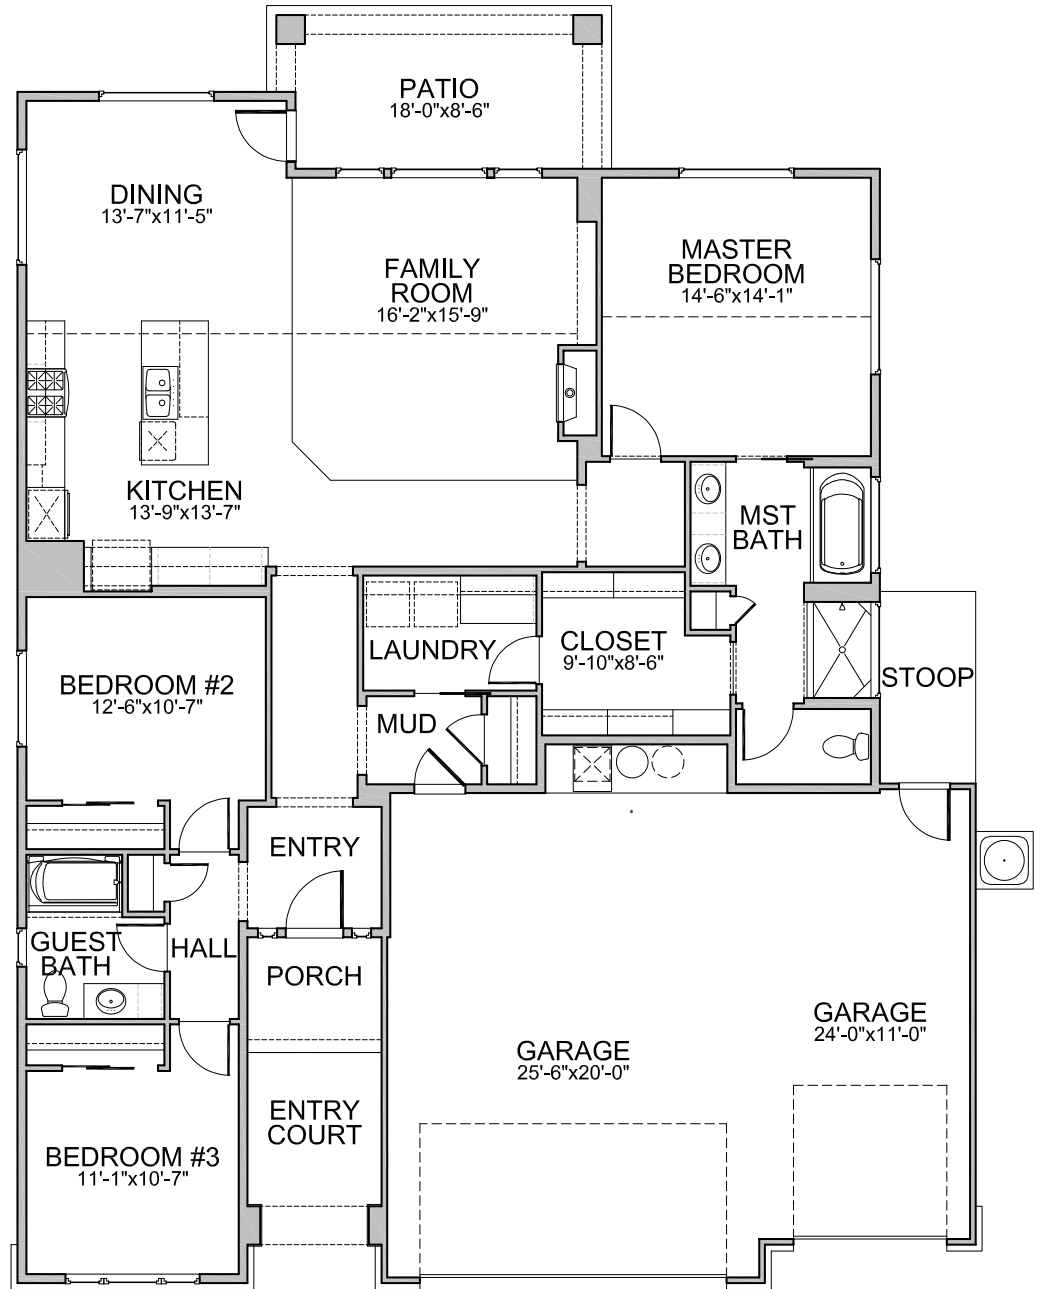 PATIO
18'-0"x8'-6"
DINING
13'-7"x11'-5"
FAMILY
ROOM
16'-2"x15'-9"
MASTER
BEDROOM
14'-6"x14'-1"
KITCHEN
13'-9"x13'-7"
MST
BATH
LAUNDRY
CLOSET
9'-10"x8'-6"
STOOP
BEDROOM #2
12'-6"x10'-7"
MUD
ENTRY
GUEST
BATH
HALL
PORCH
GARAGE
24'-0"x11'-0"
GARAGE
25'-6"x20'-0"
ENTRY
COURT
BEDROOM #3
11'-1"x10'-7"